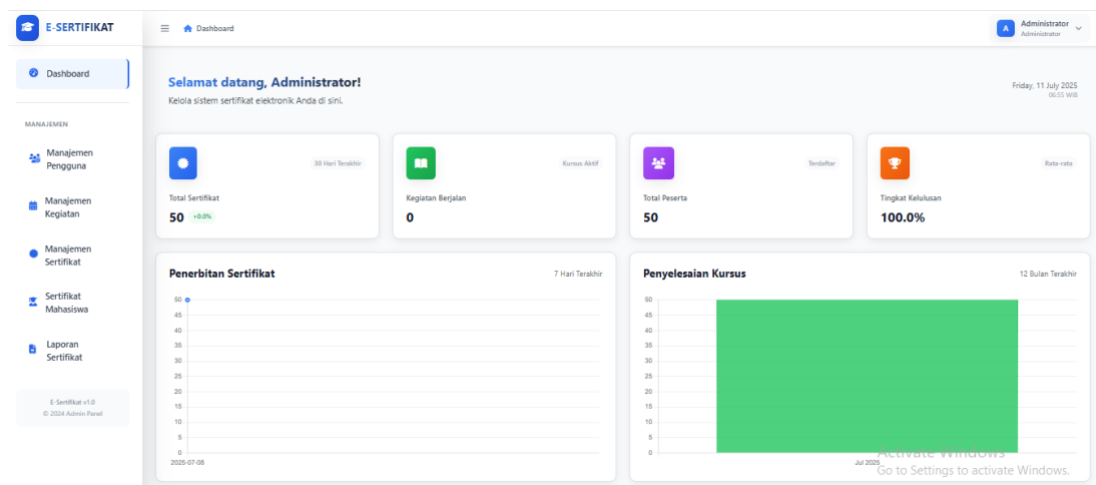 E-SERTIFIKAT
Dashboard
Administrator
Administrator
A
Dashboard
MANAJEMEN
Manajemen
Pengguna
Manajemen
Kegiatan
Manajemen
Sertifikat
Sertifikat
Mahasiswa
Laporan
Sertifikat
E-Sertifikat v1.0
© 2024 Admin Panel
Selamat datang, Administrator!
Kelola sistem sertifikat elektronik Anda di sini.
Friday, 11 July 2025
06:55 WIB
30 Hari Terakhir
Total Sertifikat
50 +0.0%
Kursus Aktif
Kegiatan Berjalan
0
Terdaftar
Total Peserta
50
Rata-rata
Tingkat Kelulusan
100.0%
Penerbitan Sertifikat
7 Hari Terakhir
50
45
40
35
30
25
20
15
10
5
0
2025-07-08
Penyelesaian Kursus
12 Bulan Terakhir
50
45
40
35
30
25
20
15
10
5
0
Jul 2025
Activate Windows
Go to Settings to activate Windows.